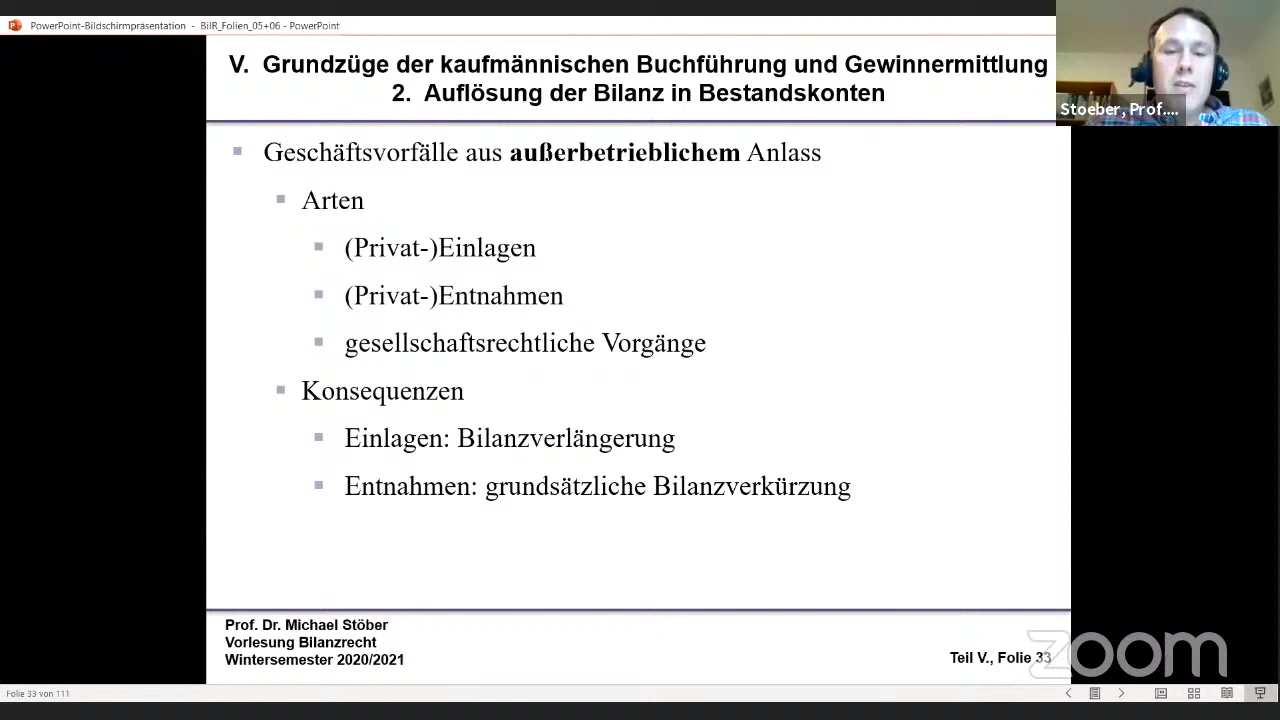 PowerPoint-Bildschirmpräsentation - BilR_Folien_05+06 - PowerPoint
Stoeber, Prof....
V. Grundzüge der kaufmännischen Buchführung und Gewinnermittlung
2. Auflösung der Bilanz in Bestandskonten
Geschäftsvorfälle aus außerbetrieblichem Anlass
Arten
(Privat-)Einlagen
(Privat-)Entnahmen
gesellschaftsrechtliche Vorgänge
Konsequenzen
Einlagen: Bilanzverlängerung
Entnahmen: grundsätzliche Bilanzverkürzung
Prof. Dr. Michael Stöber
Vorlesung Bilanzrecht
Wintersemester 2020/2021
Teil V., Folie 33
zoom
Folie 33 von 111